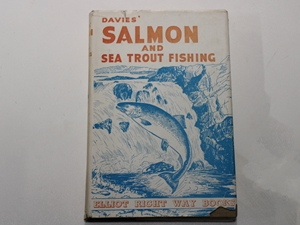 DAVIES'
SALMON
AND
SEA TROUT FISHING
ELLIOT RIGHT WAY BOOKS